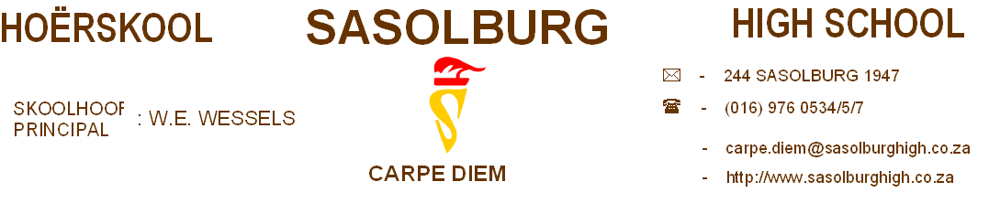 HOËRSKOOL SASOLBURG HIGH SCHOOL
SKOOLHOOF
PRINCIPAL : W.E. WESSELS
CARPE DIEM
- 244 SASOLBURG 1947
- (016) 976 0534/5/7
- carpe.diem@sasolburghigh.co.za
- http://www.sasolburghigh.co.za